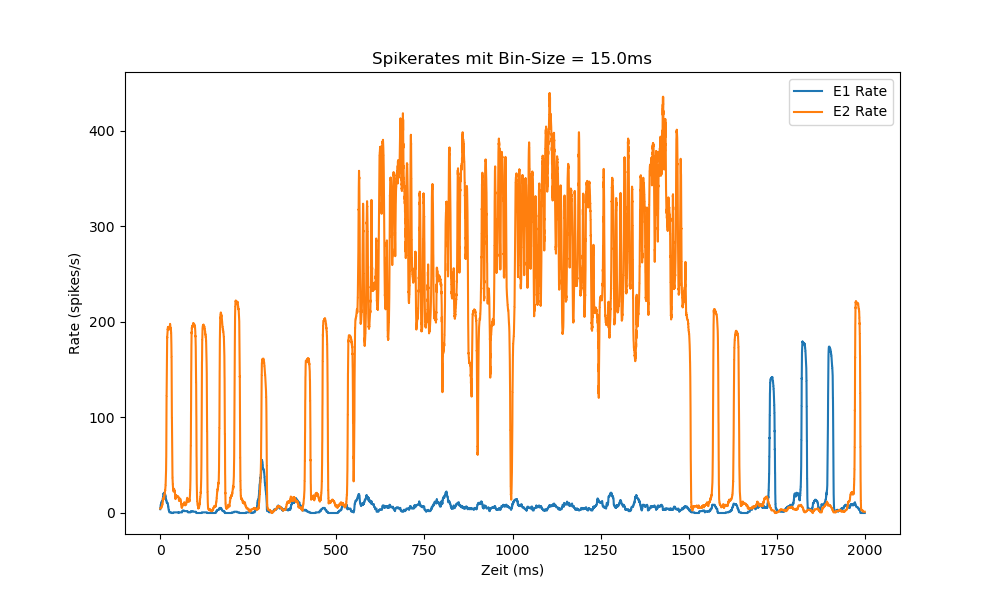 Spikerates mit Bin-Size = 15.0ms
E1 Rate
E2 Rate
400
300
200
100
0
Rate (spikes/s)
0 250 500 750 1000 1250 1500 1750 2000
Zeit (ms)